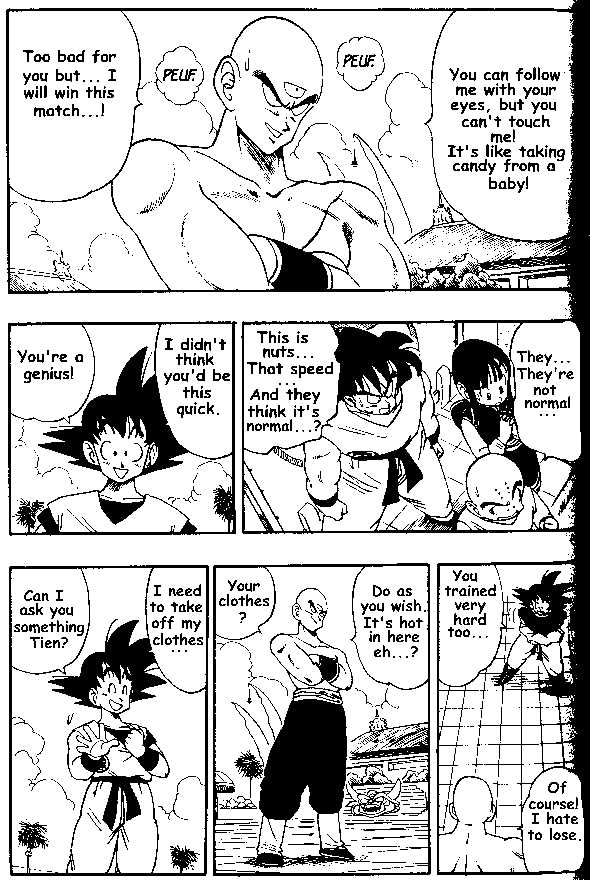 Too bad for
you but... I
will win this
match...!
PEUF.
PEUF.
You can follow
me with your
eyes, but you
can't touch
me!
It's like taking
candy from a
baby!
You're a
genius!
I didn't
think
you'd be
this
quick.
This is
nuts...
That speed
...
And they
think it's
normal...?
They...
They're
not
normal
...
Can I
ask you
something
Tien?
I need
to take
off my
clothes
...
Your
clothes
?
Do as
you wish.
It's hot
in here
eh...?
You
trained
very
hard
too...
Of
course!
I hate
to lose.